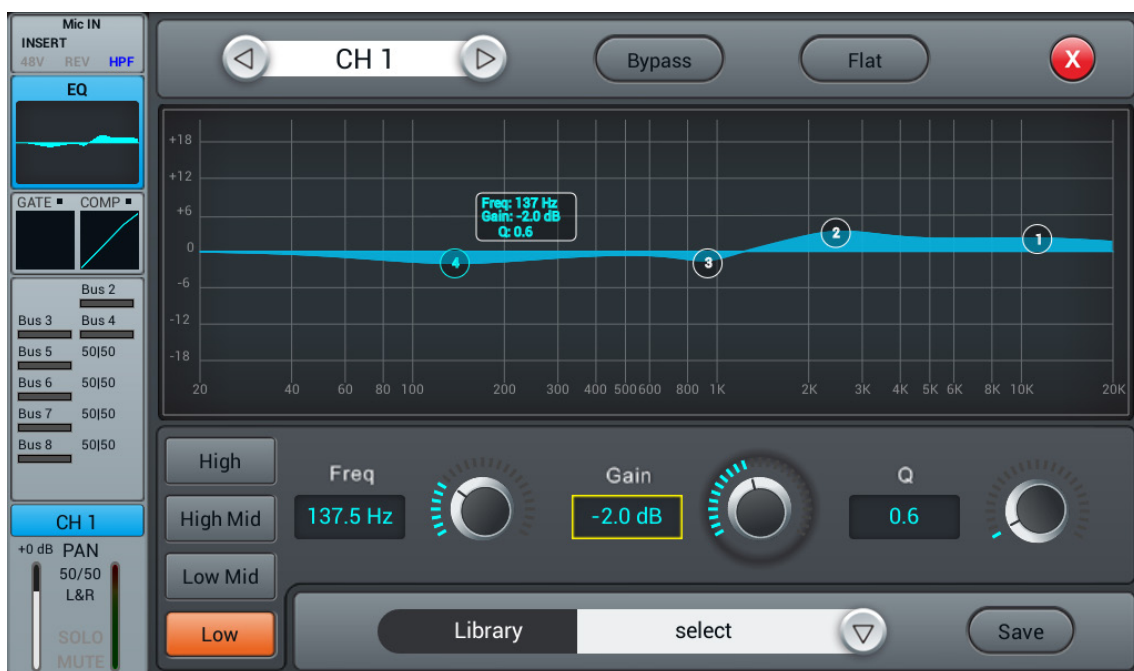 Mic IN
INSERT
48V REV HPF
EQ
GATE COMP
Bus 2
Bus 3 Bus 4
Bus 5 50|50
Bus 6 50|50
Bus 7 50|50
Bus 8 50|50
CH 1
+0 dB PAN
50/50
L&R
SOLO
MUTE
CH 1 Bypass Flat X
+18
+12
+6
0
-6
-12
-18
Freq: 137 Hz
Gain: -2.0 dB
Q: 0.6
4 3 2 1
20 40 60 80 100 200 300 400 500 600 800 1K 2K 3K 4K 5K 6K 8K 10K 20K
High
High Mid
Low Mid
Low
Freq Gain Q
137.5 Hz -2.0 dB 0.6
Library select Save